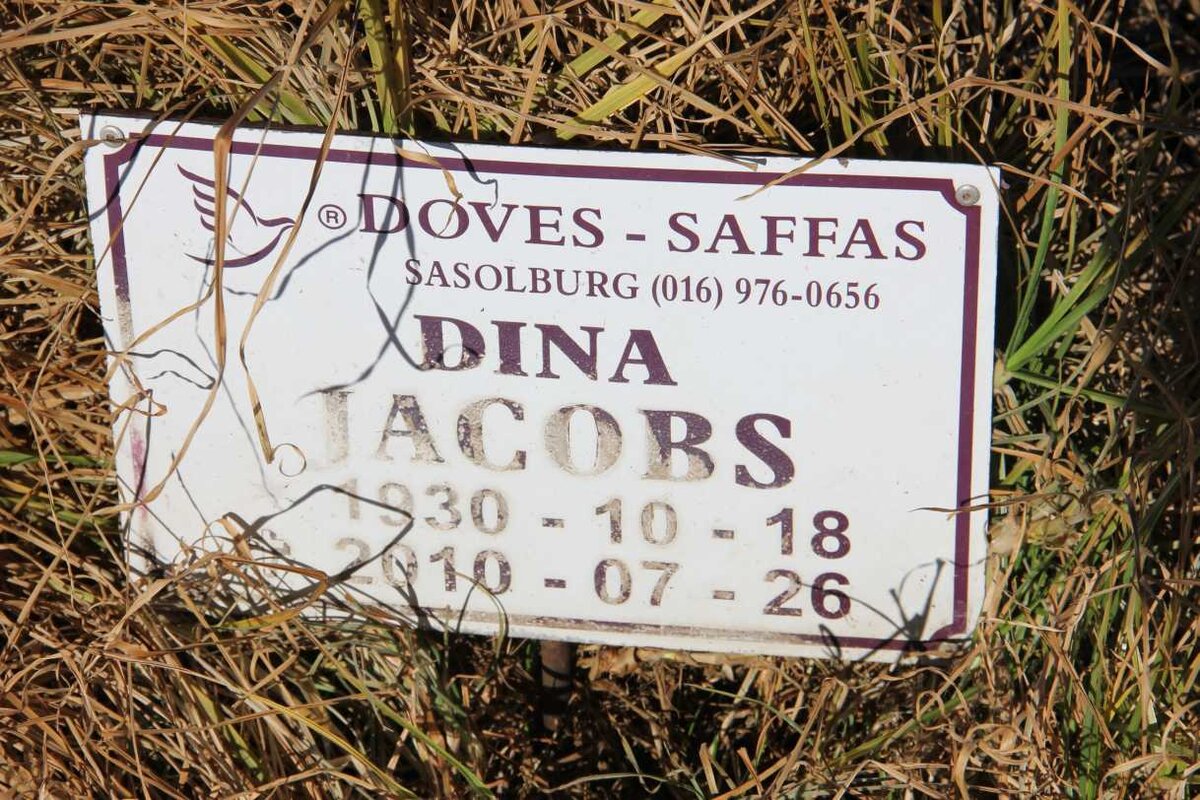 ® DOVES - SAFFAS
SASOLBURG (016) 976-0656
DINA
JACOBS
1930 - 10 - 18
2010 - 07 - 26